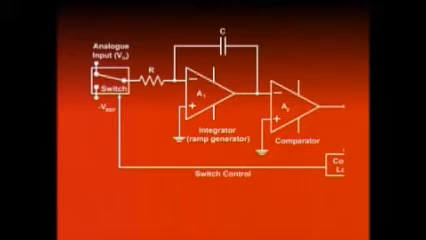 C
Analogue
Input (Vin)
R
Switch
-VREF
A1
A2
Integrator
(ramp generator)
Comparator
Switch Control